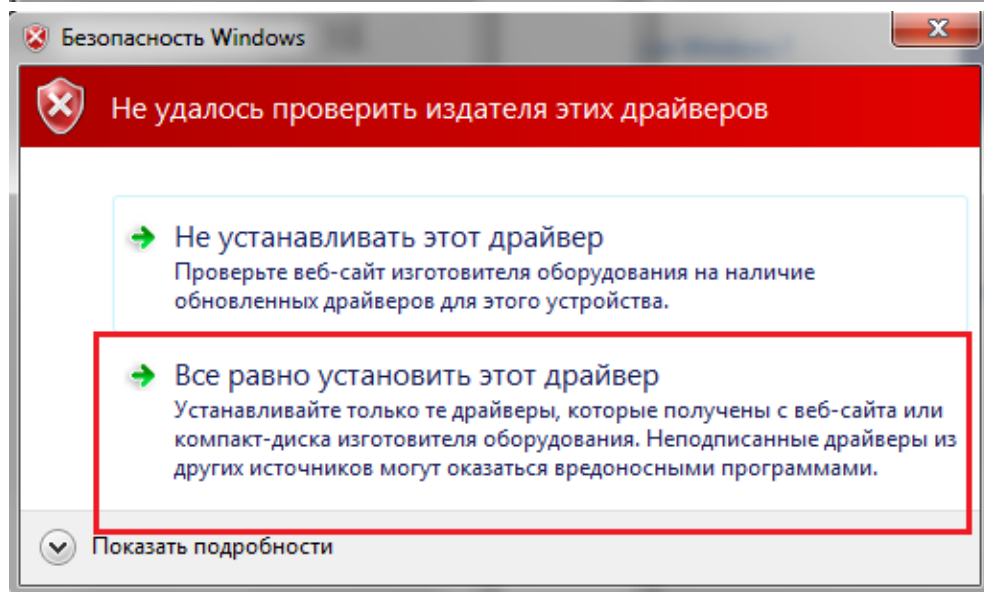 Безопасность Windows
Не удалось проверить издателя этих драйверов
Не устанавливать этот драйвер
Проверьте веб-сайт изготовителя оборудования на наличие
обновленных драйверов для этого устройства.
Все равно установить этот драйвер
Устанавливайте только те драйверы, которые получены с веб-сайта или
компакт-диска изготовителя оборудования. Неподписанные драйверы из
других источников могут оказаться вредоносными программами.
Показать подробности